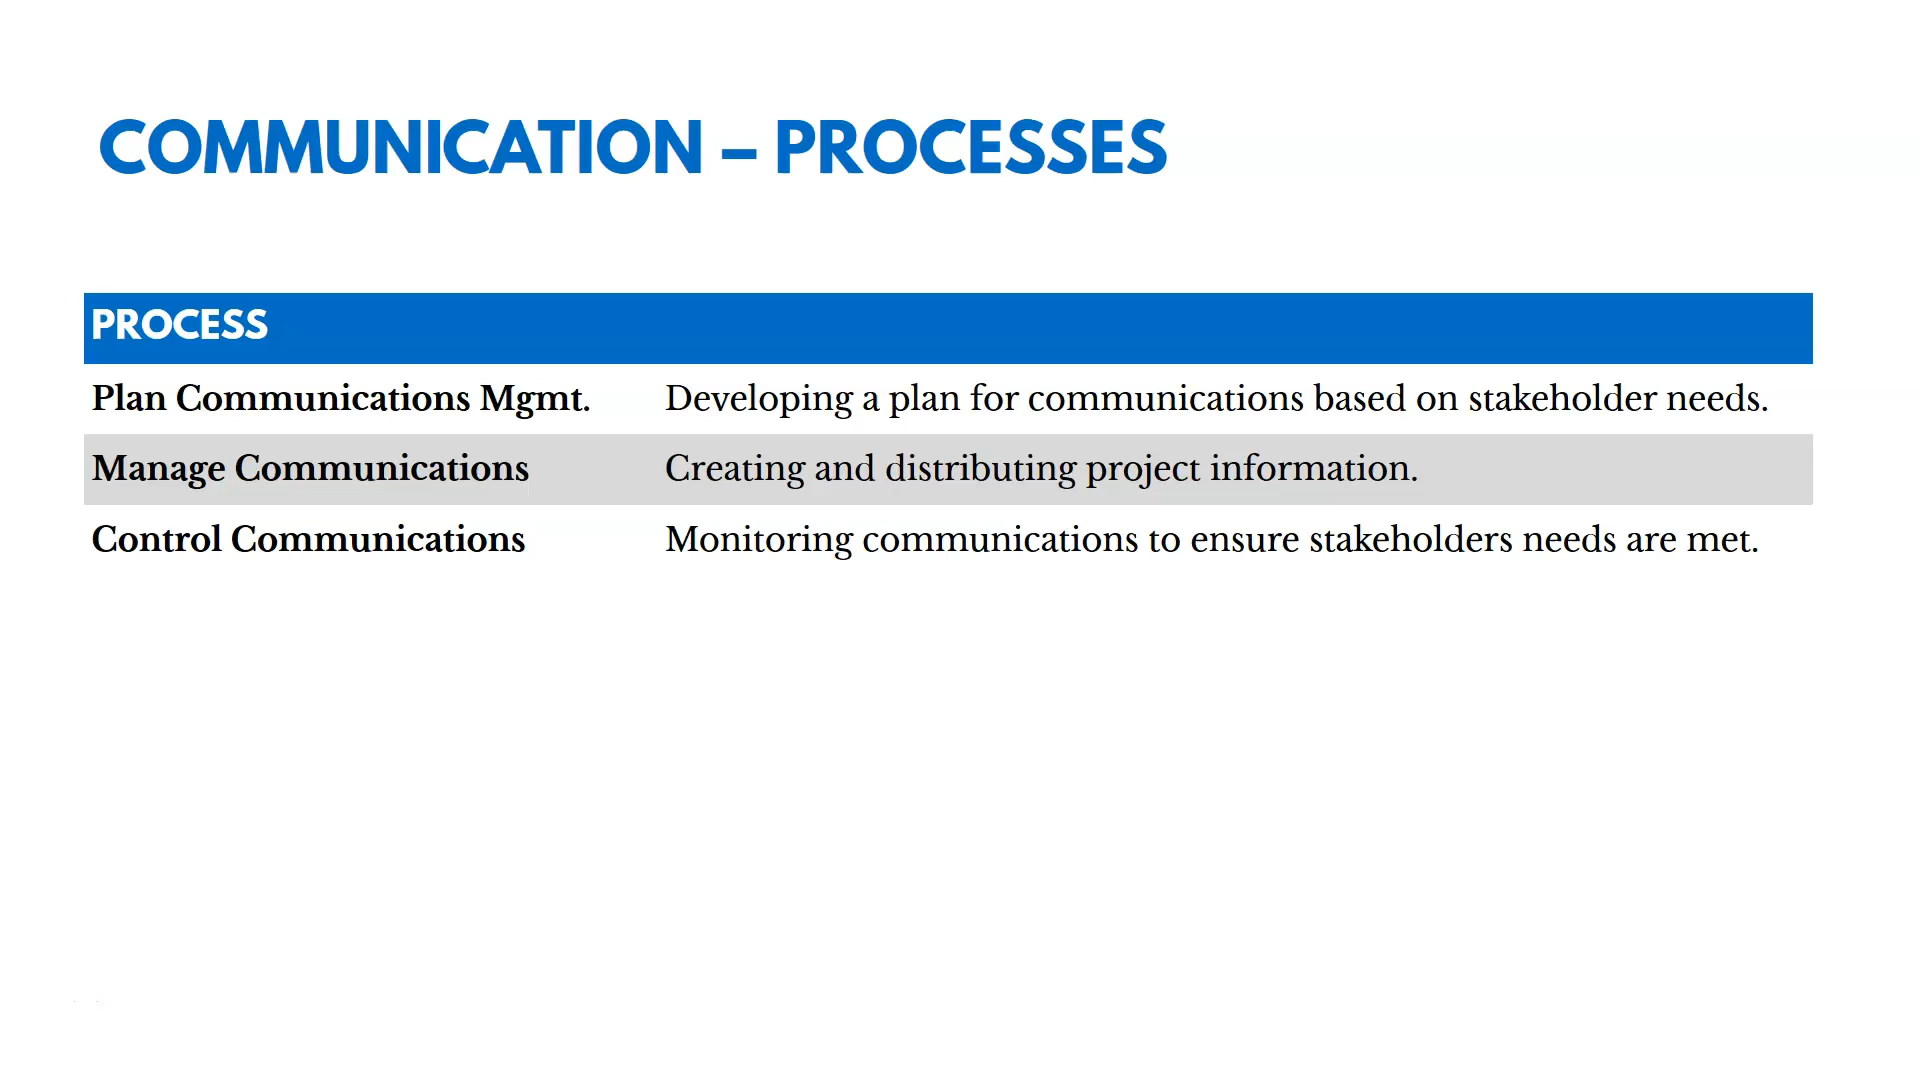 COMMUNICATION – PROCESSES
PROCESS
Plan Communications Mgmt. Developing a plan for communications based on stakeholder needs.
Manage Communications Creating and distributing project information.
Control Communications Monitoring communications to ensure stakeholders needs are met.